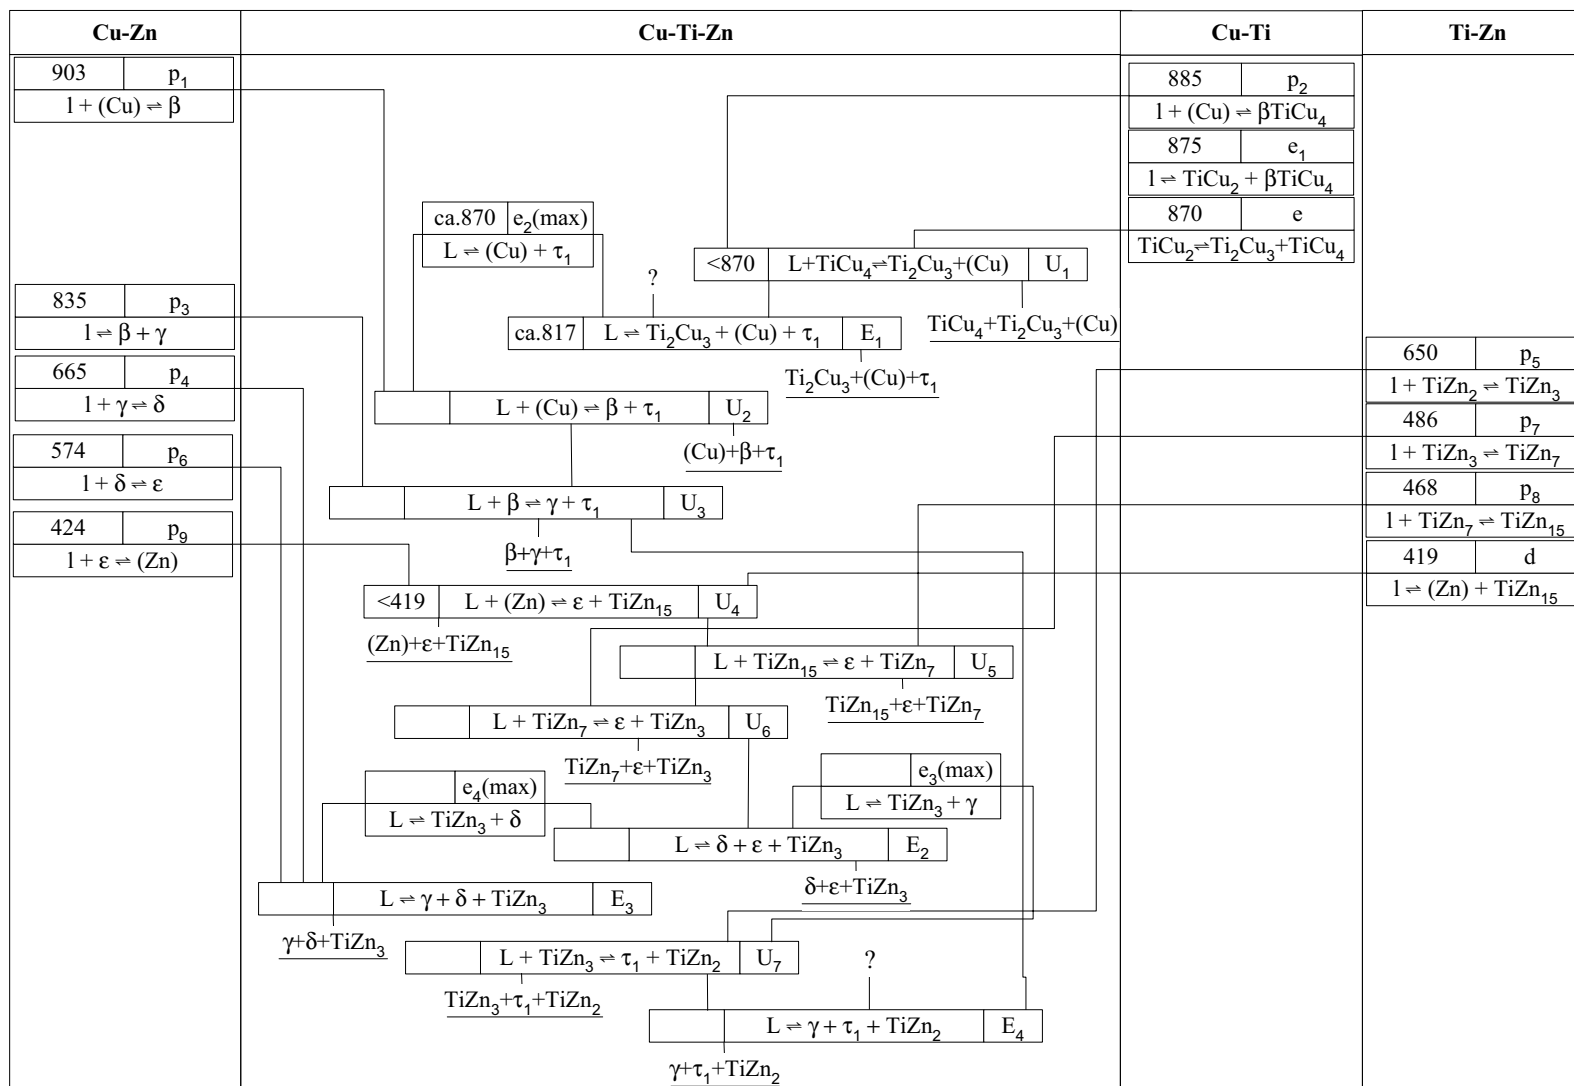 Cu-Zn
Cu-Ti-Zn
Cu-Ti
Ti-Zn
903 p₁
l + (Cu) ⇌ β
835 p₃
l ⇌ β + γ
665 p₄
l + γ ⇌ δ
574 p₆
l + δ ⇌ ε
424 p₉
l + ε ⇌ (Zn)
ca.870 e₂(max)
L ⇌ (Cu) + τ₁
<870 L+TiCu₄⇌Ti₂Cu₃+(Cu) U₁
TiCu₄+Ti₂Cu₃+(Cu)
?
ca.817 L ⇌ Ti₂Cu₃ + (Cu) + τ₁ E₁
Ti₂Cu₃+(Cu)+τ₁
L + (Cu) ⇌ β + τ₁ U₂
(Cu)+β+τ₁
L + β ⇌ γ + τ₁ U₃
β+γ+τ₁
<419 L + (Zn) ⇌ ε + TiZn₁₅ U₄
(Zn)+ε+TiZn₁₅
L + TiZn₁₅ ⇌ ε + TiZn₇ U₅
TiZn₁₅+ε+TiZn₇
L + TiZn₇ ⇌ ε + TiZn₃ U₆
TiZn₇+ε+TiZn₃
e₃(max)
L ⇌ TiZn₃ + γ
e₄(max)
L ⇌ TiZn₃ + δ
L ⇌ δ + ε + TiZn₃ E₂
δ+ε+TiZn₃
L ⇌ γ + δ + TiZn₃ E₃
γ+δ+TiZn₃
L + TiZn₃ ⇌ τ₁ + TiZn₂ U₇
TiZn₃+τ₁+TiZn₂
?
L ⇌ γ + τ₁ + TiZn₂ E₄
γ+τ₁+TiZn₂
885 p₂
l + (Cu) ⇌ βTiCu₄
875 e₁
l ⇌ TiCu₂ + βTiCu₄
870 e
TiCu₂⇌Ti₂Cu₃+TiCu₄
650 p₅
l + TiZn₂ ⇌ TiZn₃
486 p₇
l + TiZn₃ ⇌ TiZn₇
468 p₈
l + TiZn₇ ⇌ TiZn₁₅
419 d
l ⇌ (Zn) + TiZn₁₅